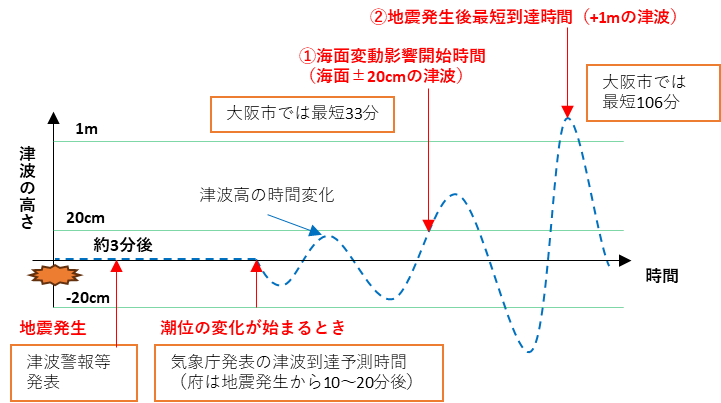 ②地震発生後最短到達時間（+1mの津波）
①海面変動影響開始時間
（海面±20cmの津波）
大阪市では
最短106分
大阪市では最短33分
1m
津波の高さ
津波高の時間変化
20cm
約3分後
時間
-20cm
地震発生
潮位の変化が始まるとき
津波警報等
発表
気象庁発表の津波到達予測時間
（府は地震発生から10～20分後）